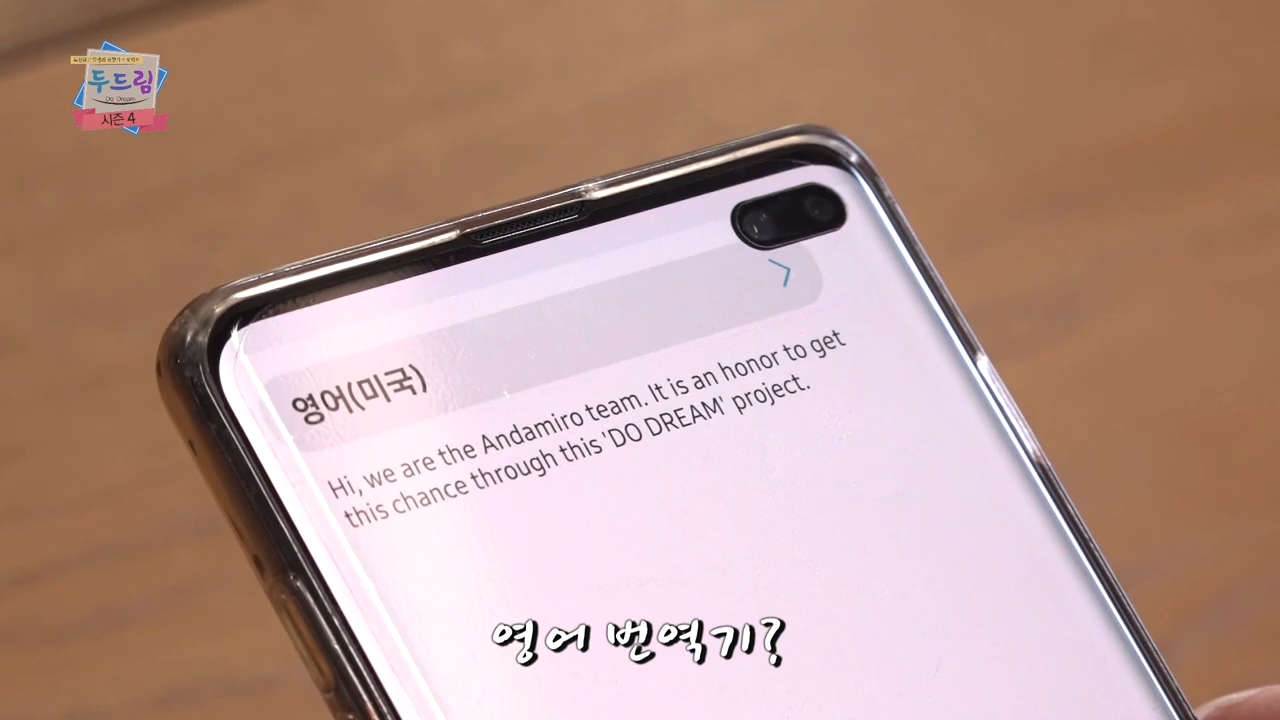 두드림
Do Dream
시즌 4
영어(미국)
Hi, we are the Andamiro team. It is an honor to get
this chance through this 'DO DREAM' project.
영어 번역기?